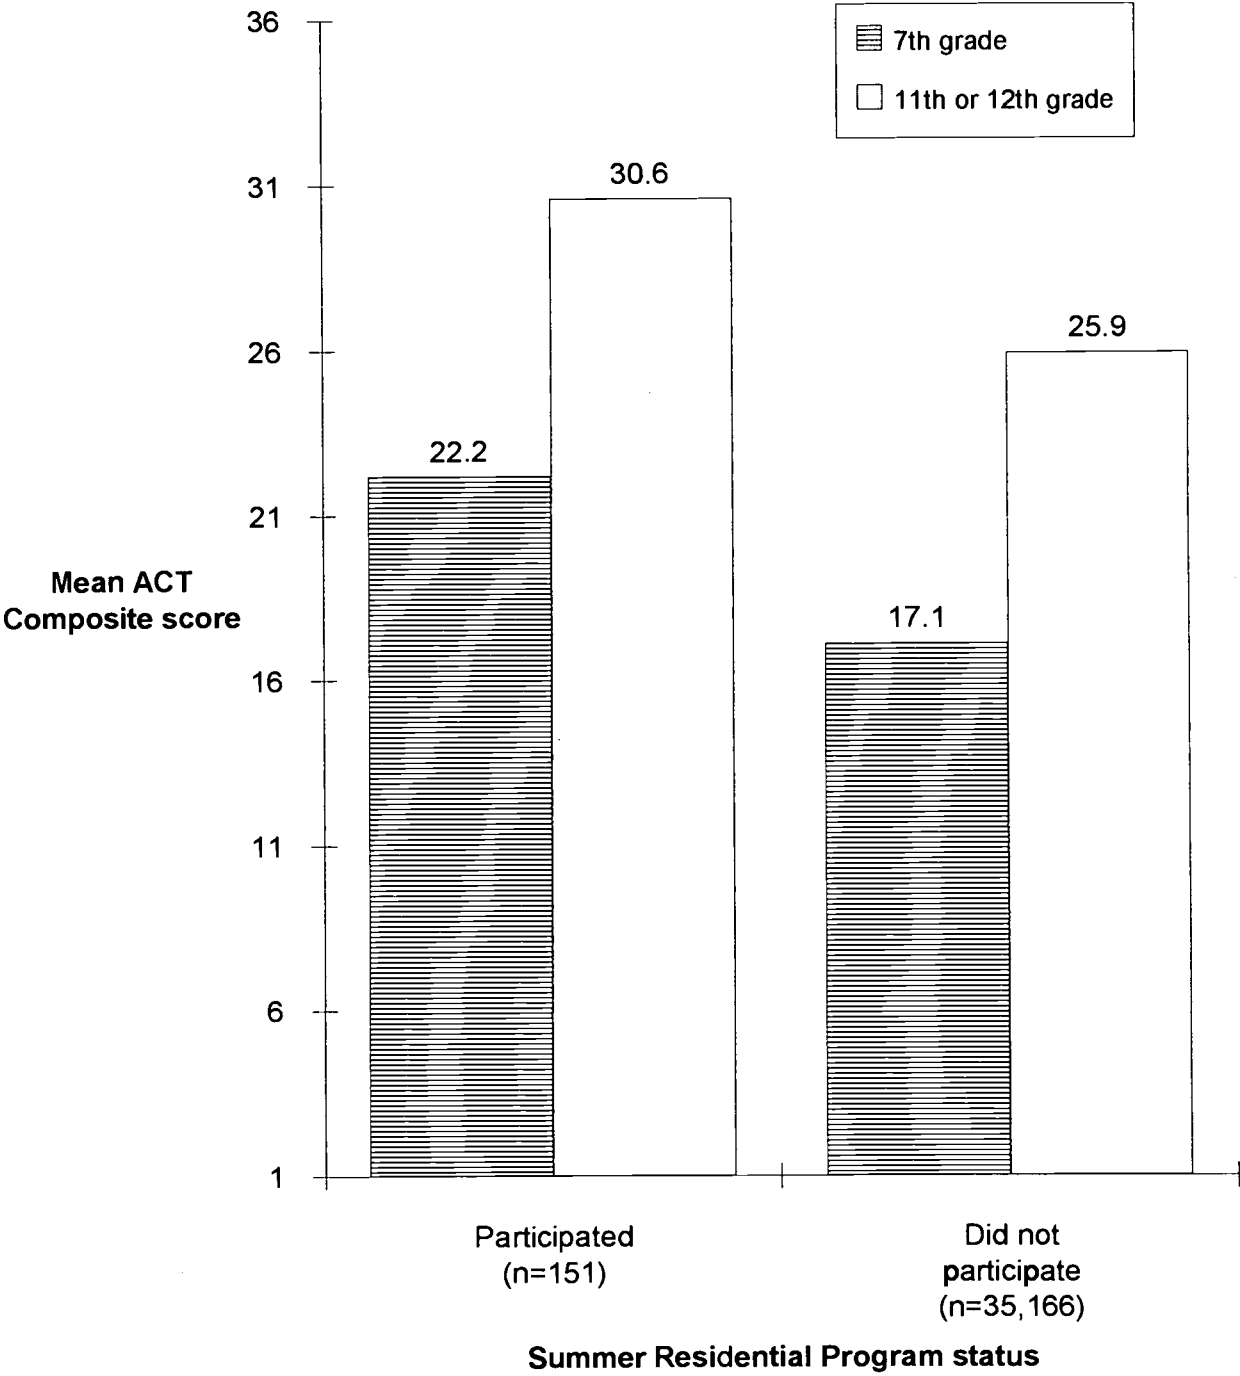 36
31
26
21
16
11
6
1
Mean ACT
Composite score
7th grade
11th or 12th grade
22.2
30.6
17.1
25.9
Participated
(n=151)
Did not
participate
(n=35,166)
Summer Residential Program status